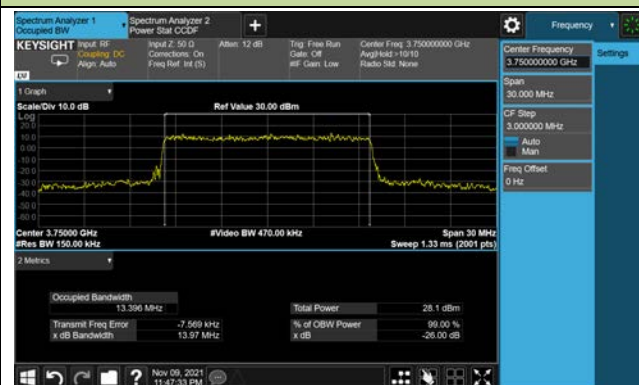 Spectrum Analyzer 1
Occupied BW
Spectrum Analyzer 2
Power Stat CCDF
+
Frequency
KEYSIGHT
Input: RF
Coupling: DC
Align: Auto
Input Z: 50 Ω
Corrections: On
Freq Ref: Int (S)
Atten: 12 dB
Trig: Free Run
Gate: Off
#IF Gain: Low
Center Freq: 3.750000000 GHz
Avg|Hold:>10/10
Radio Std: None
Center Frequency
3.750000000 GHz
Settings
Span
30.000 MHz
CF Step
3.000000 MHz
Auto
Man
Freq Offset
0 Hz
1 Graph
Scale/Div 10.0 dB
Ref Value 30.00 dBm
Log
20.0
10.0
0.00
-10.0
-20.0
-30.0
-40.0
-50.0
-60.0
Center 3.75000 GHz
#Video BW 470.00 kHz
Span 30 MHz
#Res BW 150.00 kHz
Sweep 1.33 ms (2001 pts)
2 Metrics
Occupied Bandwidth
13.396 MHz
Total Power
28.1 dBm
Transmit Freq Error
-7.569 kHz
% of OBW Power
99.00 %
x dB Bandwidth
13.97 MHz
x dB
-26.00 dB
?
Nov 09, 2021
11:47:33 PM